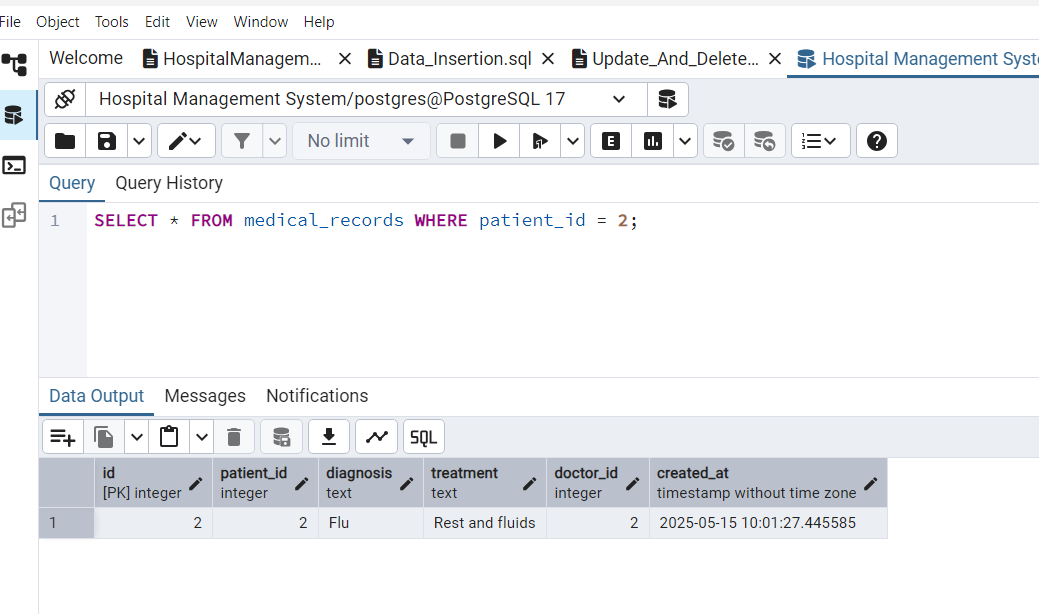 File Object Tools Edit View Window Help
Welcome HospitalManagem... Data_Insertion.sql Update_And_Delete... Hospital Management Syst
Hospital Management System/postgres@PostgreSQL 17
No limit E
Query Query History
1 SELECT * FROM medical_records WHERE patient_id = 2;
Data Output Messages Notifications
SQL
id patient_id diagnosis treatment doctor_id created_at
[PK] integer integer text text integer timestamp without time zone
1 2 2 Flu Rest and fluids 2 2025-05-15 10:01:27.445585